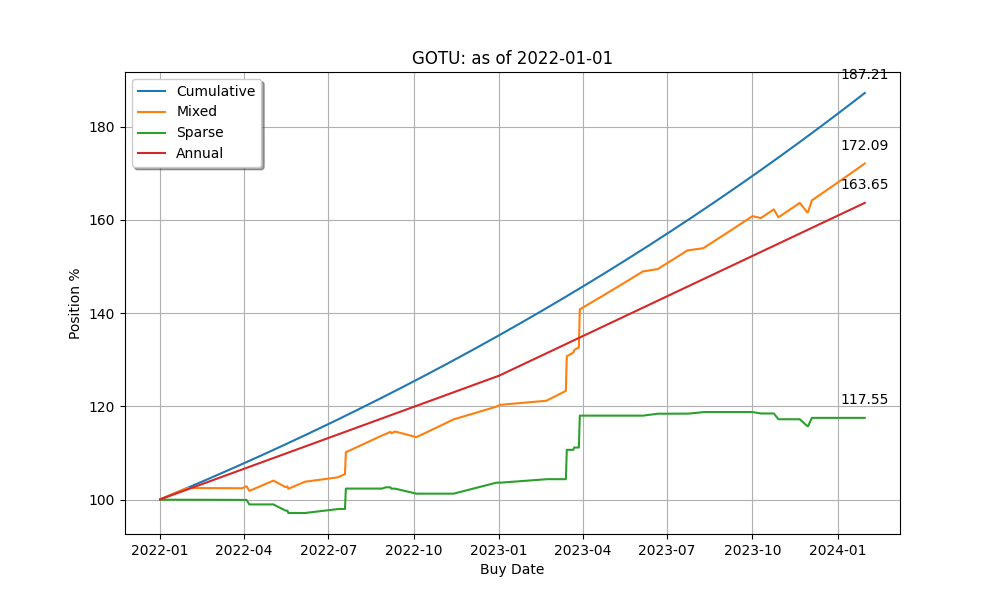 GOTU: as of 2022-01-01
187.21
Cumulative
Mixed
Sparse
Annual
172.09
163.65
117.55
180
160
140
120
100
Position %
2022-01 2022-04 2022-07 2022-10 2023-01 2023-04 2023-07 2023-10 2024-01
Buy Date